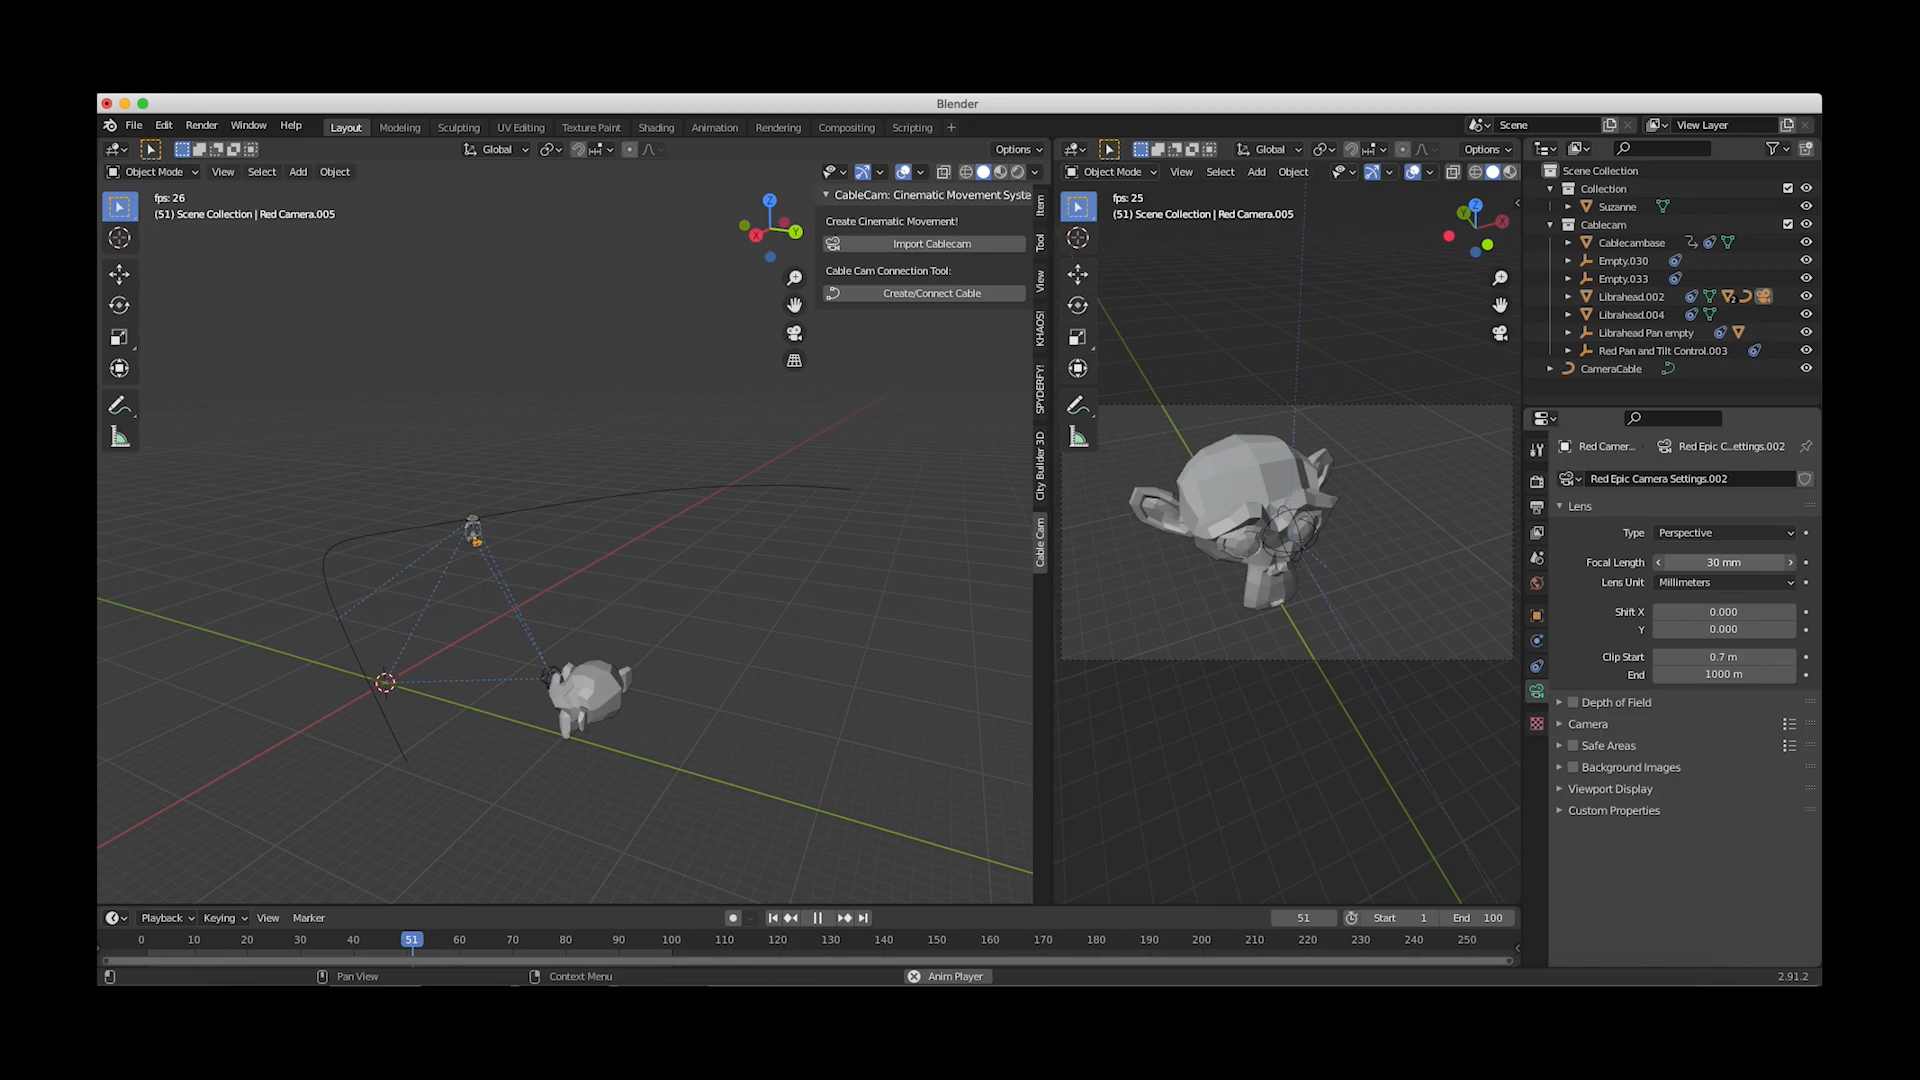 Blender
File Edit Render Window Help Layout Modeling Sculpting UV Editing Texture Paint Shading Animation Rendering Compositing Scripting + Scene View Layer
Global Options
Object Mode View Select Add Object
fps: 26
(51) Scene Collection | Red Camera.005
CableCam: Cinematic Movement Syste
Create Cinematic Movement!
Import Cablecam
Cable Cam Connection Tool:
Create/Connect Cable
Z
Y
X
Item
Tool
View
KHAOS!
SPYDERFY!
City Builder 3D
Cable Cam
Global Options
Object Mode View Select Add Object
fps: 25
(51) Scene Collection | Red Camera.005
Z
Y
X
Scene Collection
Collection
Suzanne
Cablecam
Cablecambase
Empty.030
Empty.033
Librahead.002 2
Librahead.004
Librahead Pan empty
Red Pan and Tilt Control.003
CameraCable
Red Camer... Red Epic C...ettings.002
Red Epic Camera Settings.002
Lens
Type Perspective
Focal Length 30 mm
Lens Unit Millimeters
Shift X 0.000
Y 0.000
Clip Start 0.7 m
End 1000 m
Depth of Field
Camera
Safe Areas
Background Images
Viewport Display
Custom Properties
Playback Keying View Marker 51 Start 1 End 100
0 10 20 30 40 51 60 70 80 90 100 110 120 130 140 150 160 170 180 190 200 210 220 230 240 250
Pan View Context Menu Anim Player 2.91.2